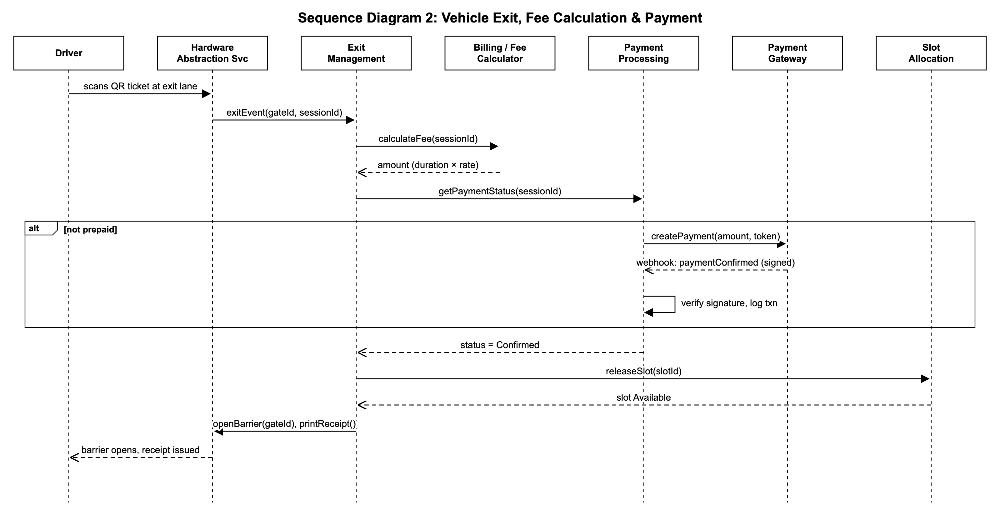 Sequence Diagram 2: Vehicle Exit, Fee Calculation & Payment
Driver
Hardware
Abstraction Svc
Exit
Management
Billing / Fee
Calculator
Payment
Processing
Payment
Gateway
Slot
Allocation
scans QR ticket at exit lane
exitEvent(gateId, sessionId)
calculateFee(sessionId)
amount (duration × rate)
getPaymentStatus(sessionId)
alt
[not prepaid]
createPayment(amount, token)
webhook: paymentConfirmed (signed)
verify signature, log txn
status = Confirmed
releaseSlot(slotId)
slot Available
openBarrier(gateId), printReceipt()
barrier opens, receipt issued